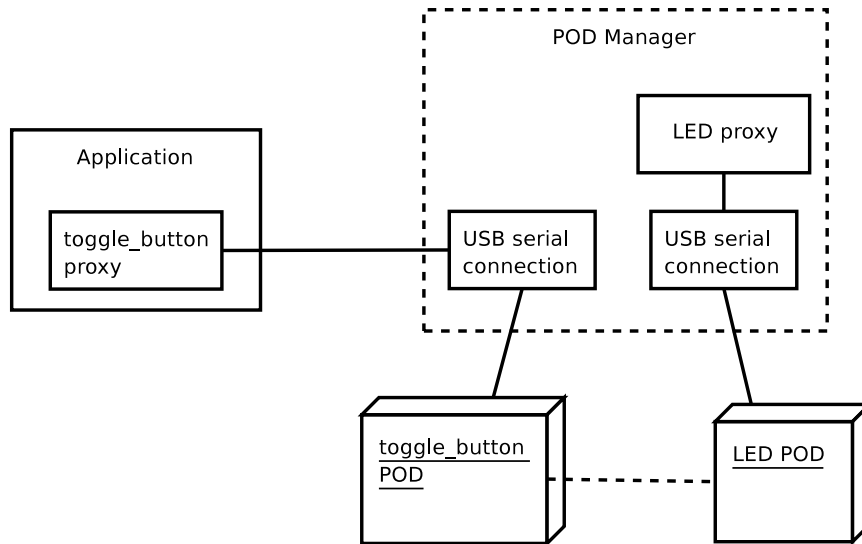 POD Manager
LED proxy
Application
toggle_button
proxy
USB serial
connection
USB serial
connection
toggle_button
POD
LED POD